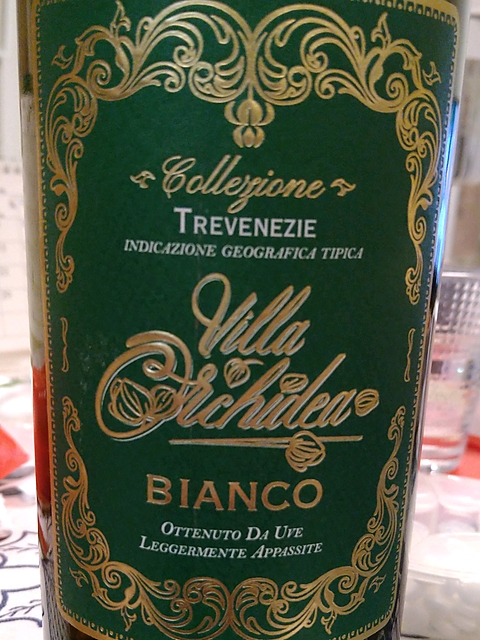 Collezione
TREVENEZIE
INDICAZIONE GEOGRAFICA TIPICA
Villa
Orchidea
BIANCO
OTTENUTO DA UVE
LEGGERMENTE APPASSITE